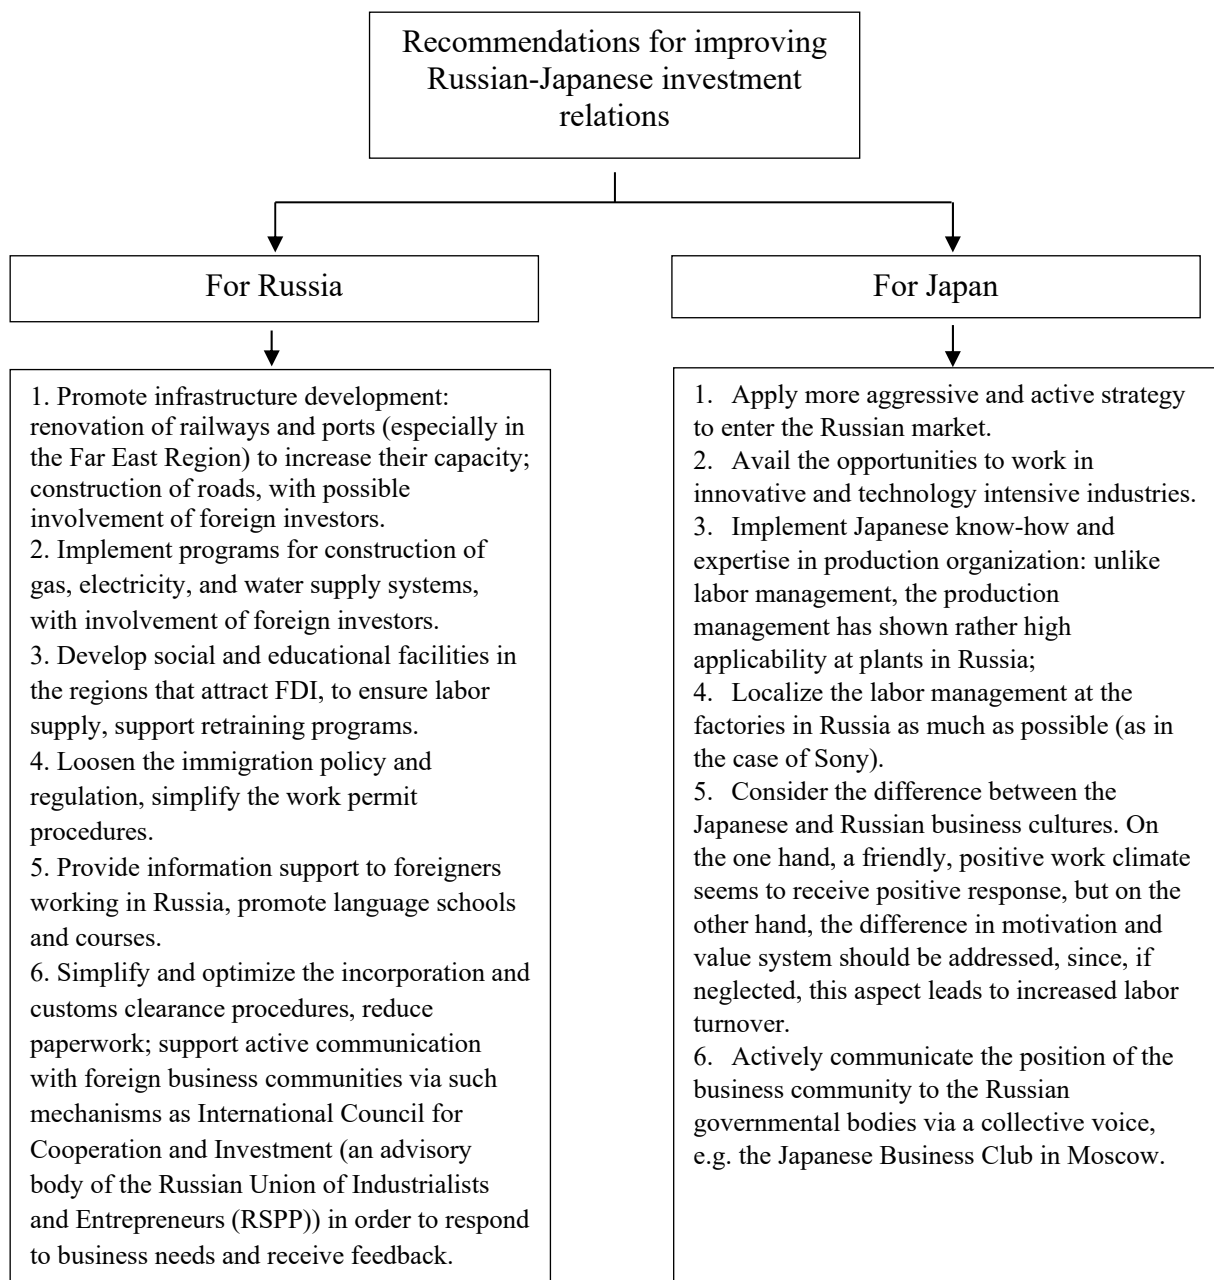 Recommendations for improving
Russian-Japanese investment
relations
For Russia
For Japan
1. Promote infrastructure development:
renovation of railways and ports (especially in
the Far East Region) to increase their capacity;
construction of roads, with possible
involvement of foreign investors.
2. Implement programs for construction of
gas, electricity, and water supply systems,
with involvement of foreign investors.
3. Develop social and educational facilities in
the regions that attract FDI, to ensure labor
supply, support retraining programs.
4. Loosen the immigration policy and
regulation, simplify the work permit
procedures.
5. Provide information support to foreigners
working in Russia, promote language schools
and courses.
6. Simplify and optimize the incorporation and
customs clearance procedures, reduce
paperwork; support active communication
with foreign business communities via such
mechanisms as International Council for
Cooperation and Investment (an advisory
body of the Russian Union of Industrialists
and Entrepreneurs (RSPP)) in order to respond
to business needs and receive feedback.
1. Apply more aggressive and active strategy
to enter the Russian market.
2. Avail the opportunities to work in
innovative and technology intensive industries.
3. Implement Japanese know-how and
expertise in production organization: unlike
labor management, the production
management has shown rather high
applicability at plants in Russia;
4. Localize the labor management at the
factories in Russia as much as possible (as in
the case of Sony).
5. Consider the difference between the
Japanese and Russian business cultures. On
the one hand, a friendly, positive work climate
seems to receive positive response, but on the
other hand, the difference in motivation and
value system should be addressed, since, if
neglected, this aspect leads to increased labor
turnover.
6. Actively communicate the position of the
business community to the Russian
governmental bodies via a collective voice,
e.g. the Japanese Business Club in Moscow.